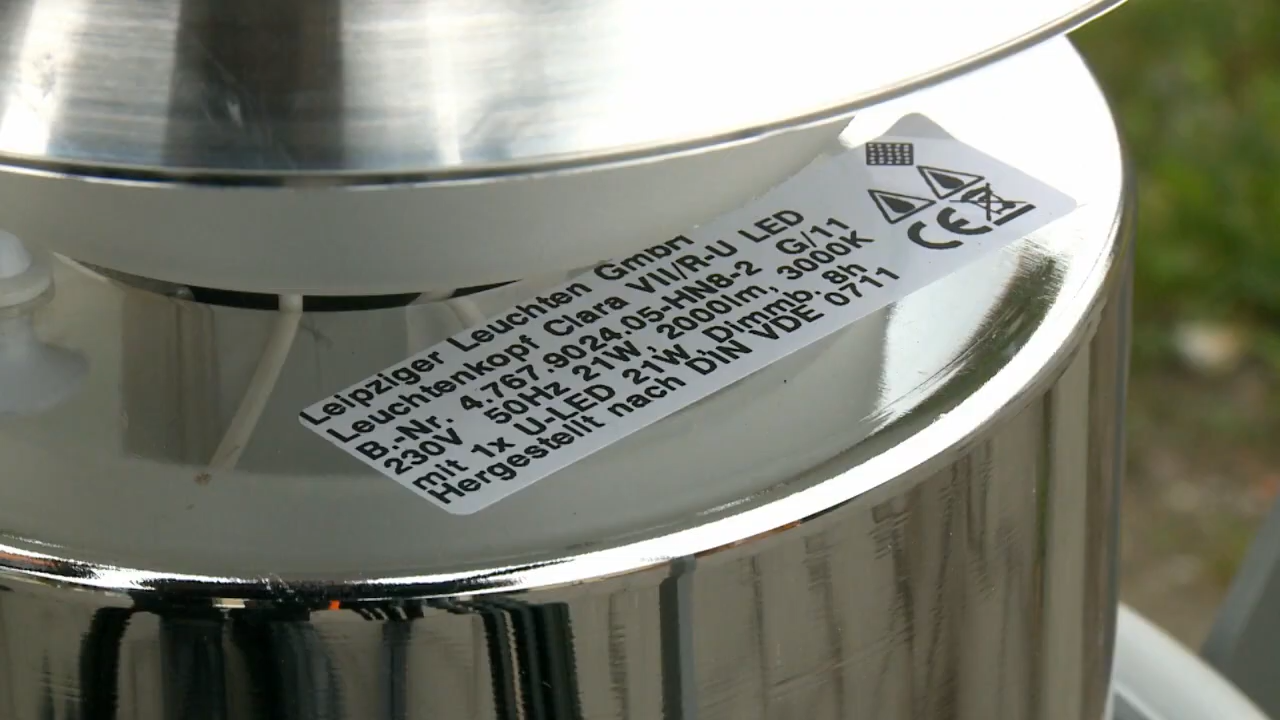 Leipziger Leuchten GmbH
Leuchtenkopf Clara VIII/R-U LED
B.-Nr. 4.767.9024.05-HN8-2 G/11
230V 50Hz 21W, 2000lm, 3000K
mit 1x U-LED 21W, Dimmb. 8h
Hergestellt nach DIN VDE 0711
CE